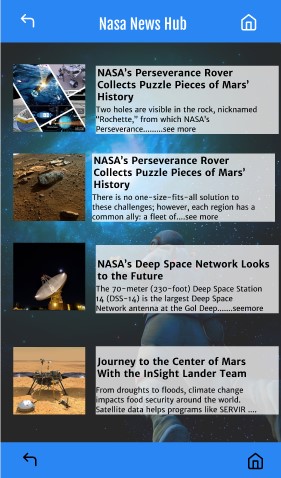 Nasa News Hub
NASA's Perseverance Rover
Collects Puzzle Pieces of Mars'
History
Two holes are visible in the rock, nicknamed
"Rochette," from which NASA's
Perseverance.........see more
NASA's Perseverance Rover
Collects Puzzle Pieces of Mars'
History
There is no one-size-fits-all solution to
these challenges; however, each region has a
common ally: a fleet of....see more
NASA's Deep Space Network Looks
to the Future
The 70-meter (230-foot) Deep Space Station
14 (DSS-14) is the largest Deep Space
Network antenna at the Gol Deep.......seemore
Journey to the Center of Mars
With the InSight Lander Team
From droughts to floods, climate change
impacts food security around the world.
Satellite data helps programs like SERVIR ....